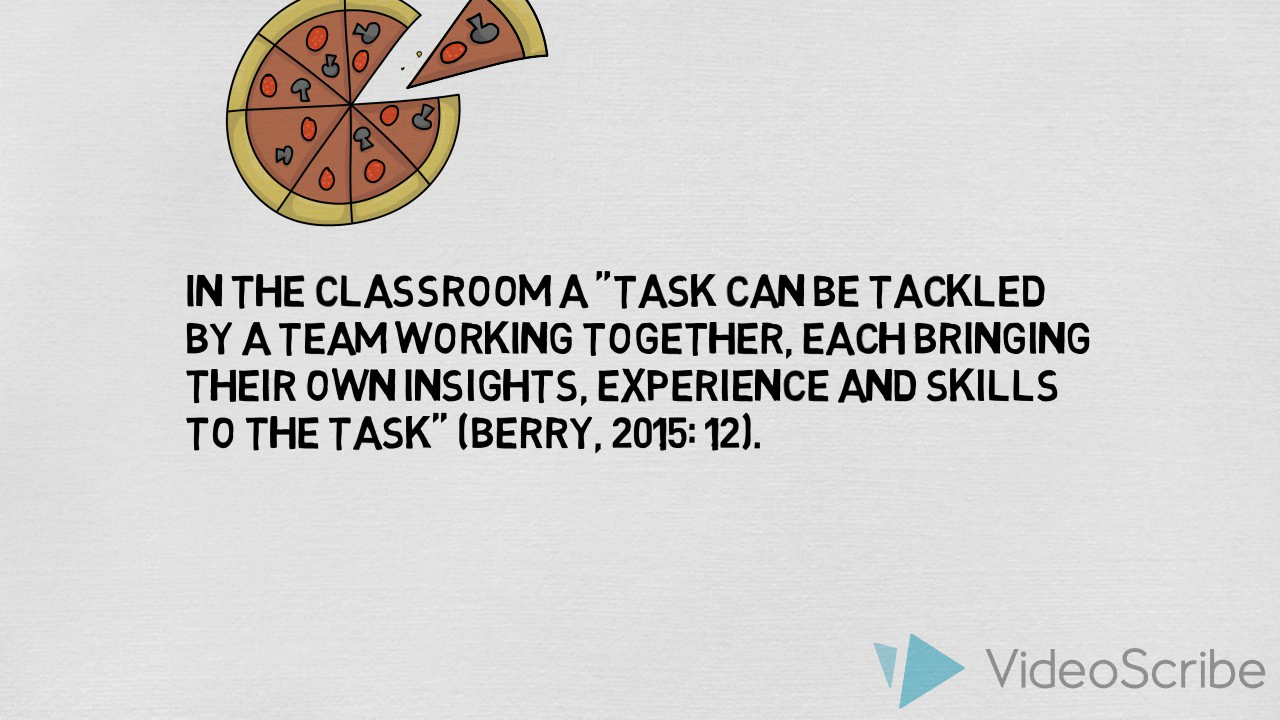 IN THE CLASSROOM A "TASK CAN BE TACKLED
BY A TEAM WORKING TOGETHER, EACH BRINGING
THEIR OWN INSIGHTS, EXPERIENCE AND SKILLS
TO THE TASK" (BERRY, 2015: 12).
VideoScribe